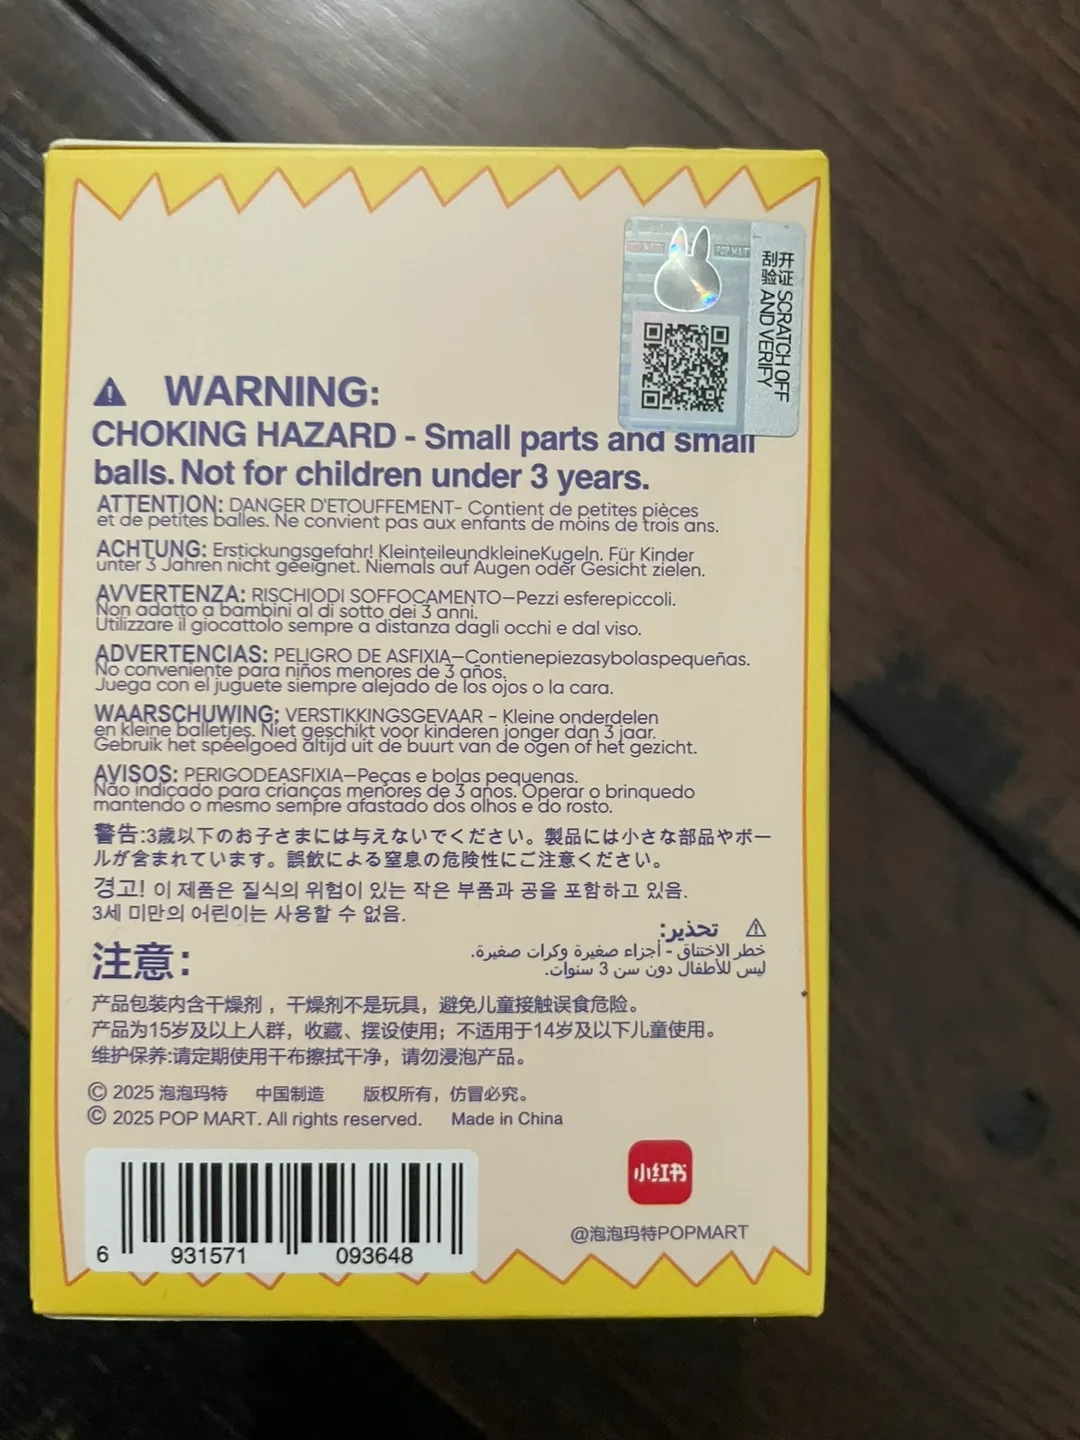 POP MART
POP MART
开 证 SCRATCH OFF
刮 验 AND VERIFY
WARNING:
CHOKING HAZARD - Small parts and small
balls. Not for children under 3 years.
ATTENTION: DANGER D'ETOUFFEMENT- Contient de petites pièces
et de petites balles. Ne convient pas aux enfants de moins de trois ans.
ACHTUNG: Erstickungsgefahr! KleinteileundkleineKugeln. Für Kinder
unter 3 Jahren nicht geeignet. Niemals auf Augen oder Gesicht zielen.
AVVERTENZA: RISCHIODI SOFFOCAMENTO—Pezzi esferepiccoli.
Non adatto a bambini al di sotto dei 3 anni.
Utilizzare il giocattolo sempre a distanza dagli occhi e dal viso.
ADVERTENCIAS: PELIGRO DE ASFIXIA—Contienepiezasybolaspequeñas.
No conveniente para niños menores de 3 años.
Juega con el juguete siempre alejado de los ojos o la cara.
WAARSCHUWING; VERSTIKKINGSGEVAAR - Kleine onderdelen
en kleine balletjes. Niet geschikt voor kinderen jonger dan 3 jaar.
Gebruik het speelgoed altijd uit de buurt van de ogen of het gezicht.
AVISOS: PERIGODEASFIXIA—Peças e bolas pequenas.
Não indicado para crianças menores de 3 anos. Operar o brinquedo
mantendo o mesmo sempre afastado dos olhos e do rosto.
警告:3歳以下のお子さまには与えないでください。製品には小さな部品やボー
ルが含まれています。誤飲による窒息の危険性にご注意ください。
경고! 이 제품은 질식의 위험이 있는 작은 부품과 공을 포함하고 있음.
3세 미만의 어린이는 사용할 수 없음.
تحذير:
خطر الاختناق - أجزاء صغيرة وكرات صغيرة.
ليس للأطفال دون سن 3 سنوات.
注意:
产品包装内含干燥剂，干燥剂不是玩具，避免儿童接触误食危险。
产品为15岁及以上人群，收藏、摆设使用；不适用于14岁及以下儿童使用。
维护保养:请定期使用干布擦拭干净，请勿浸泡产品。
© 2025 泡泡玛特 中国制造 版权所有，仿冒必究。
© 2025 POP MART. All rights reserved. Made in China
6 931571 093648
小红书
@泡泡玛特POPMART